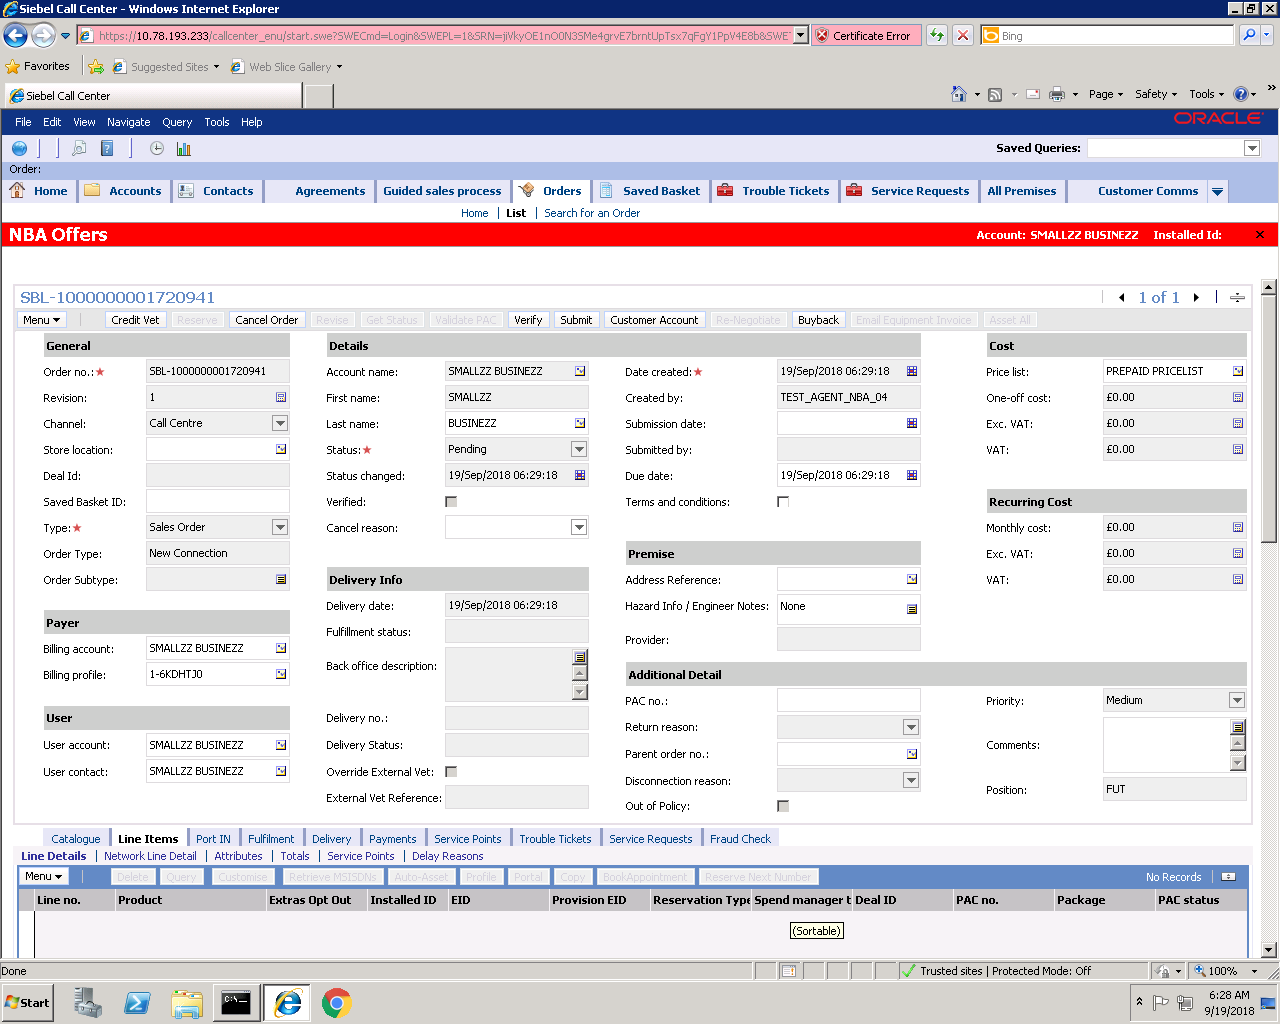 Siebel Call Center - Windows Internet Explorer
Certificate Error
Bing
Favorites
Suggested Sites
Web Slice Gallery
Siebel Call Center
Page
Safety
Tools
»
File Edit View Navigate Query Tools Help
ORACLE
Saved Queries:
Order:
Home Accounts Contacts Agreements Guided sales process Orders Saved Basket Trouble Tickets Service Requests All Premises Customer Comms
Home | List | Search for an Order
NBA Offers
Account: SMALLZZ BUSINEZZ Installed Id:
SBL-1000000001720941
1 of 1
Menu Credit Vet Reserve Cancel Order Revise Get Status Validate PAC Verify Submit Customer Account Re-Negotiate Buyback Email Equipment Invoice Asset All
General
Order no.:★ SBL-1000000001720941
Revision: 1
Channel: Call Centre
Store location:
Deal Id:
Saved Basket ID:
Type:★ Sales Order
Order Type: New Connection
Order Subtype:
Payer
Billing account: SMALLZZ BUSINEZZ
Billing profile: 1-6KDHTJ0
User
User account: SMALLZZ BUSINEZZ
User contact: SMALLZZ BUSINEZZ
Details
Account name: SMALLZZ BUSINEZZ
First name: SMALLZZ
Last name: BUSINEZZ
Status:★ Pending
Status changed: 19/Sep/2018 06:29:18
Verified:
Cancel reason:
Delivery Info
Delivery date: 19/Sep/2018 06:29:18
Fulfillment status:
Back office description:
Delivery no.:
Delivery Status:
Override External Vet:
External Vet Reference:
Date created:★ 19/Sep/2018 06:29:18
Created by: TEST_AGENT_NBA_04
Submission date:
Submitted by:
Due date: 19/Sep/2018 06:29:18
Terms and conditions:
Premise
Address Reference:
Hazard Info / Engineer Notes: None
Provider:
Additional Detail
PAC no.:
Return reason:
Parent order no.:
Disconnection reason:
Out of Policy:
Priority: Medium
Comments:
Position: FUT
Cost
Price list: PREPAID PRICELIST
One-off cost: £0.00
Exc. VAT: £0.00
VAT: £0.00
Recurring Cost
Monthly cost: £0.00
Exc. VAT: £0.00
VAT: £0.00
Catalogue Line Items Port IN Fulfilment Delivery Payments Service Points Trouble Tickets Service Requests Fraud Check
Line Details | Network Line Detail | Attributes | Totals | Service Points | Delay Reasons
Menu Delete Query Customise Retrieve MSISDNs Auto-Asset Profile Portal Copy BookAppointment Reserve Next Number
No Records
Line no. Product Extras Opt Out Installed ID EID Provision EID Reservation Type Spend manager t Deal ID PAC no. Package PAC status
(Sortable)
Done
Trusted sites | Protected Mode: Off
100%
Start
6:28 AM
9/19/2018